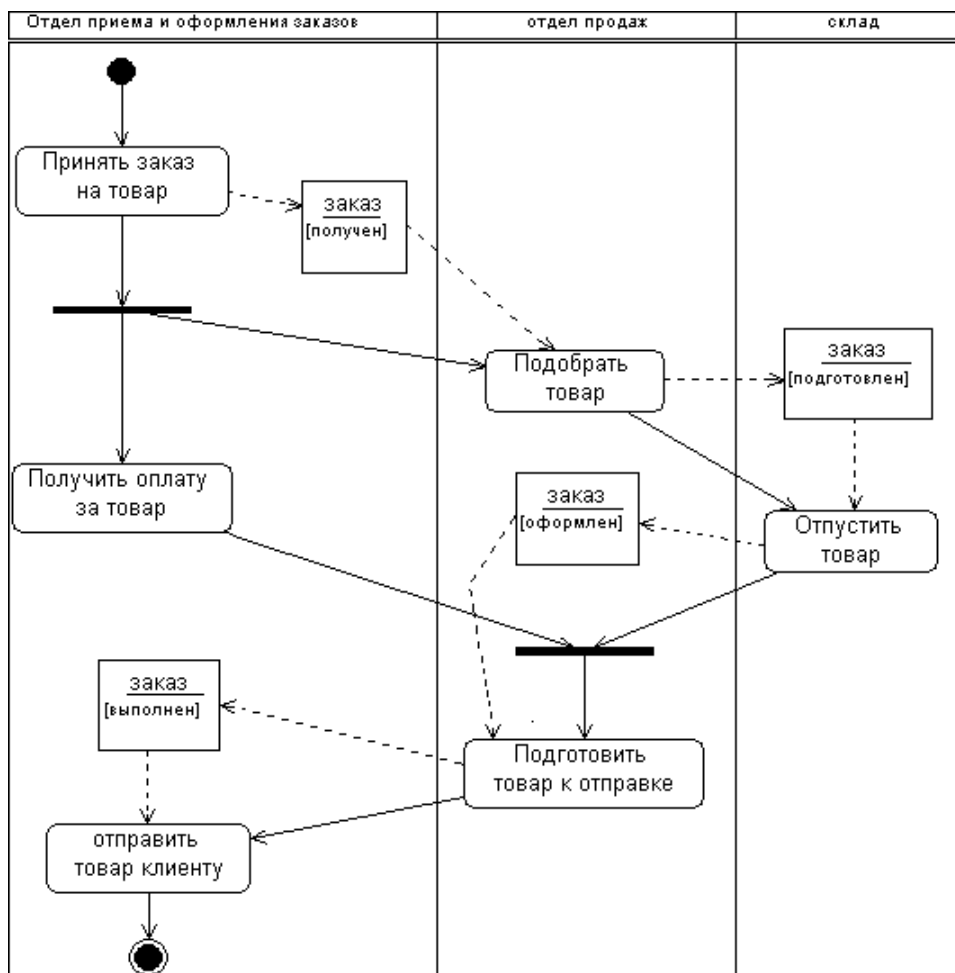 Отдел приема и оформления заказов
отдел продаж
склад
Принять заказ
на товар
заказ
[получен]
Подобрать
товар
заказ
[подготовлен]
Получить оплату
за товар
заказ
[оформлен]
Отпустить
товар
заказ
[выполнен]
Подготовить
товар к отправке
отправить
товар клиенту